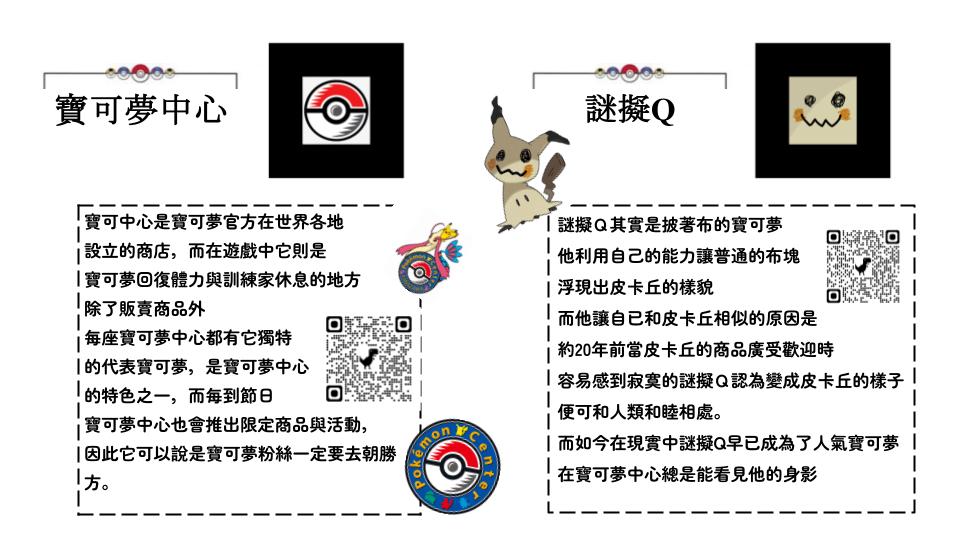 寶可夢中心
寶可中心是寶可夢官方在世界各地
設立的商店，而在遊戲中它則是
寶可夢回復體力與訓練家休息的地方
除了販賣商品外
每座寶可夢中心都有它獨特
的代表寶可夢，是寶可夢中心
的特色之一，而每到節日
寶可夢中心也會推出限定商品與活動，
因此它可以說是寶可夢粉絲一定要去朝勝
方。
Pokémon Center
Pokémon Center
謎擬Q
謎擬Q其實是披著布的寶可夢
他利用自己的能力讓普通的布塊
浮現出皮卡丘的樣貌
而他讓自已和皮卡丘相似的原因是
約20年前當皮卡丘的商品廣受歡迎時
容易感到寂寞的謎擬Q認為變成皮卡丘的樣子
便可和人類和睦相處。
而如今在現實中謎擬Q早已成為了人氣寶可夢
在寶可夢中心總是能看見他的身影